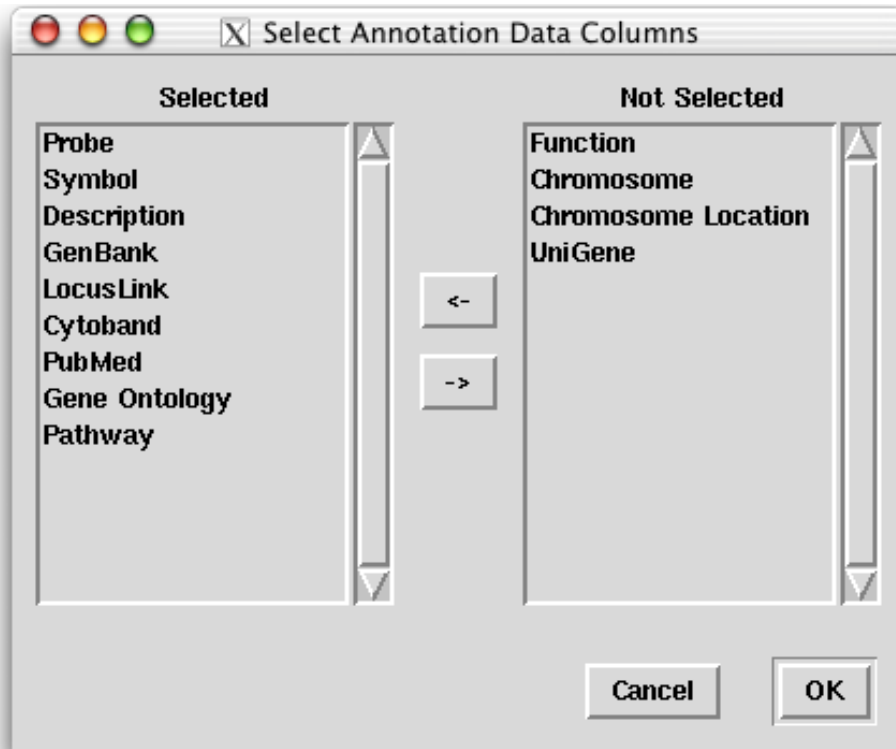 Select Annotation Data Columns
Selected
Probe
Symbol
Description
GenBank
LocusLink
Cytoband
PubMed
Gene Ontology
Pathway
<-
->
Not Selected
Function
Chromosome
Chromosome Location
UniGene
Cancel
OK